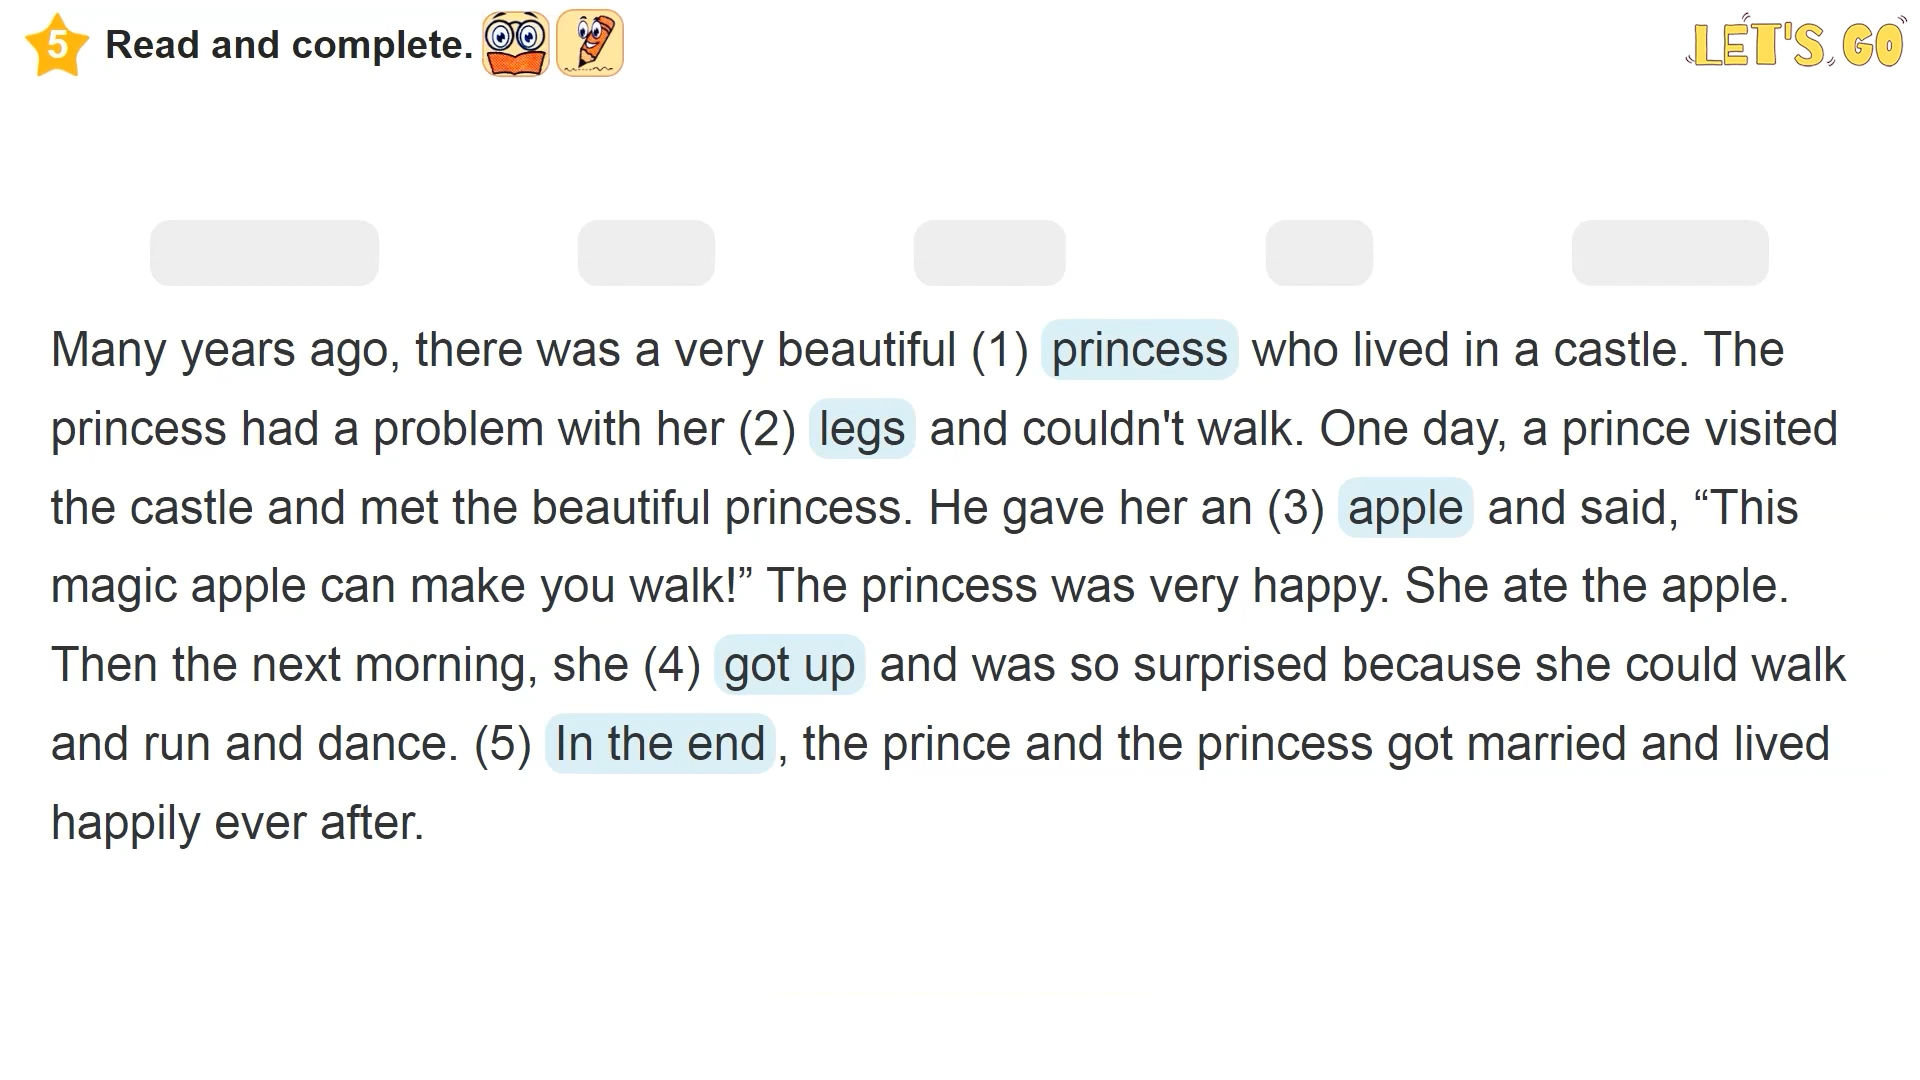 5 Read and complete.
LET'S GO
Many years ago, there was a very beautiful (1) princess who lived in a castle. The
princess had a problem with her (2) legs and couldn't walk. One day, a prince visited
the castle and met the beautiful princess. He gave her an (3) apple and said, “This
magic apple can make you walk!” The princess was very happy. She ate the apple.
Then the next morning, she (4) got up and was so surprised because she could walk
and run and dance. (5) In the end, the prince and the princess got married and lived
happily ever after.